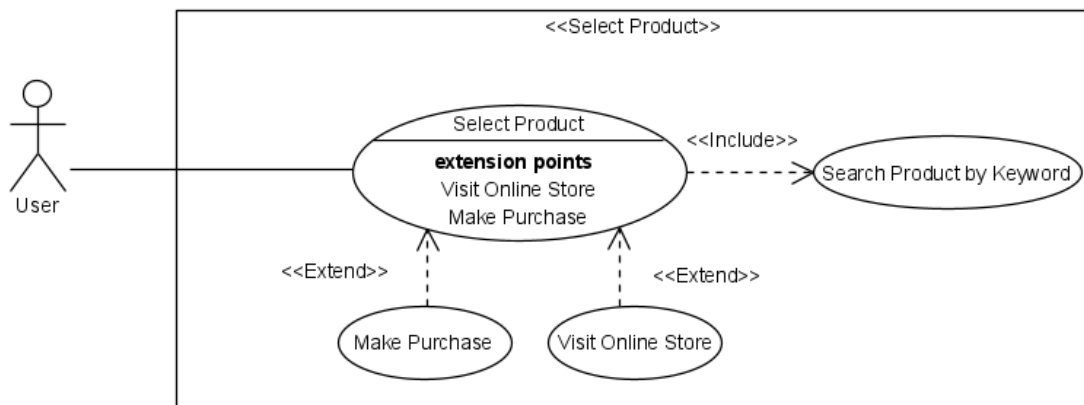 <<Select Product>>
Select Product
extension points
Visit Online Store
Make Purchase
<<Include>>
Search Product by Keyword
User
<<Extend>>
<<Extend>>
Make Purchase
Visit Online Store